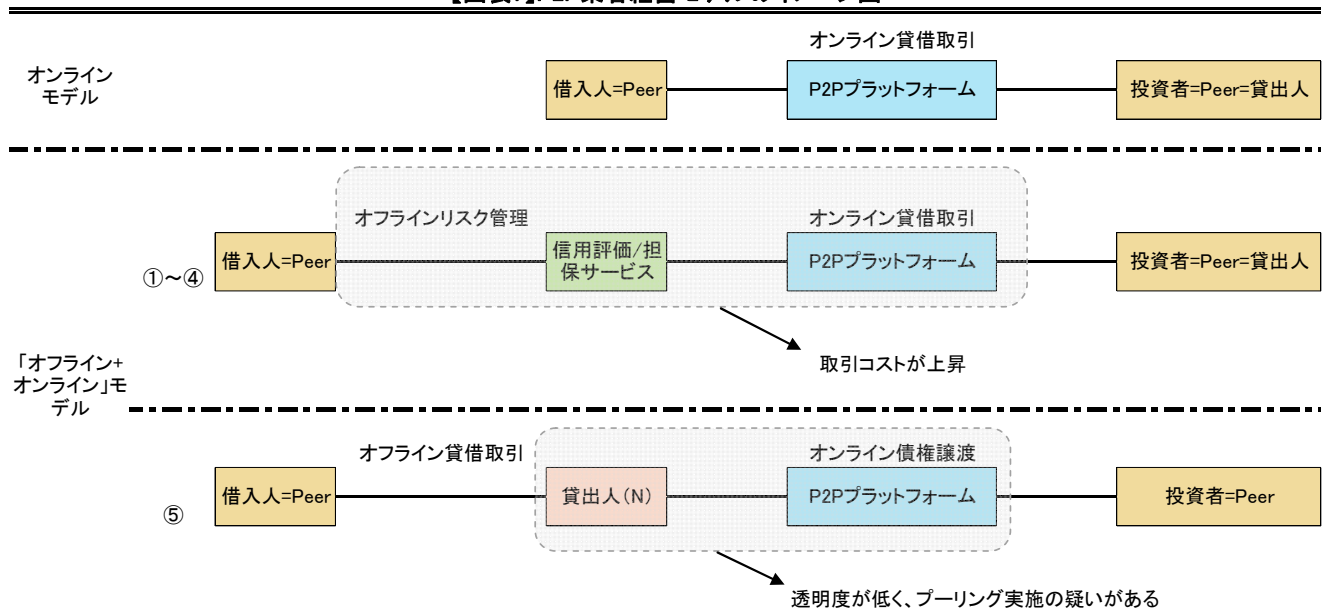 オンライン貸借取引
オンライン
モデル
借入人=Peer
P2Pプラットフォーム
投資者=Peer=貸出人
オフラインリスク管理
オンライン貸借取引
①~④
借入人=Peer
信用評価/担
保サービス
P2Pプラットフォーム
投資者=Peer=貸出人
取引コストが上昇
「オフライン+
オンライン」モ
デル
オフライン貸借取引
オンライン債権譲渡
⑤
借入人=Peer
貸出人(N)
P2Pプラットフォーム
投資者=Peer
透明度が低く、プーリング実施の疑いがある